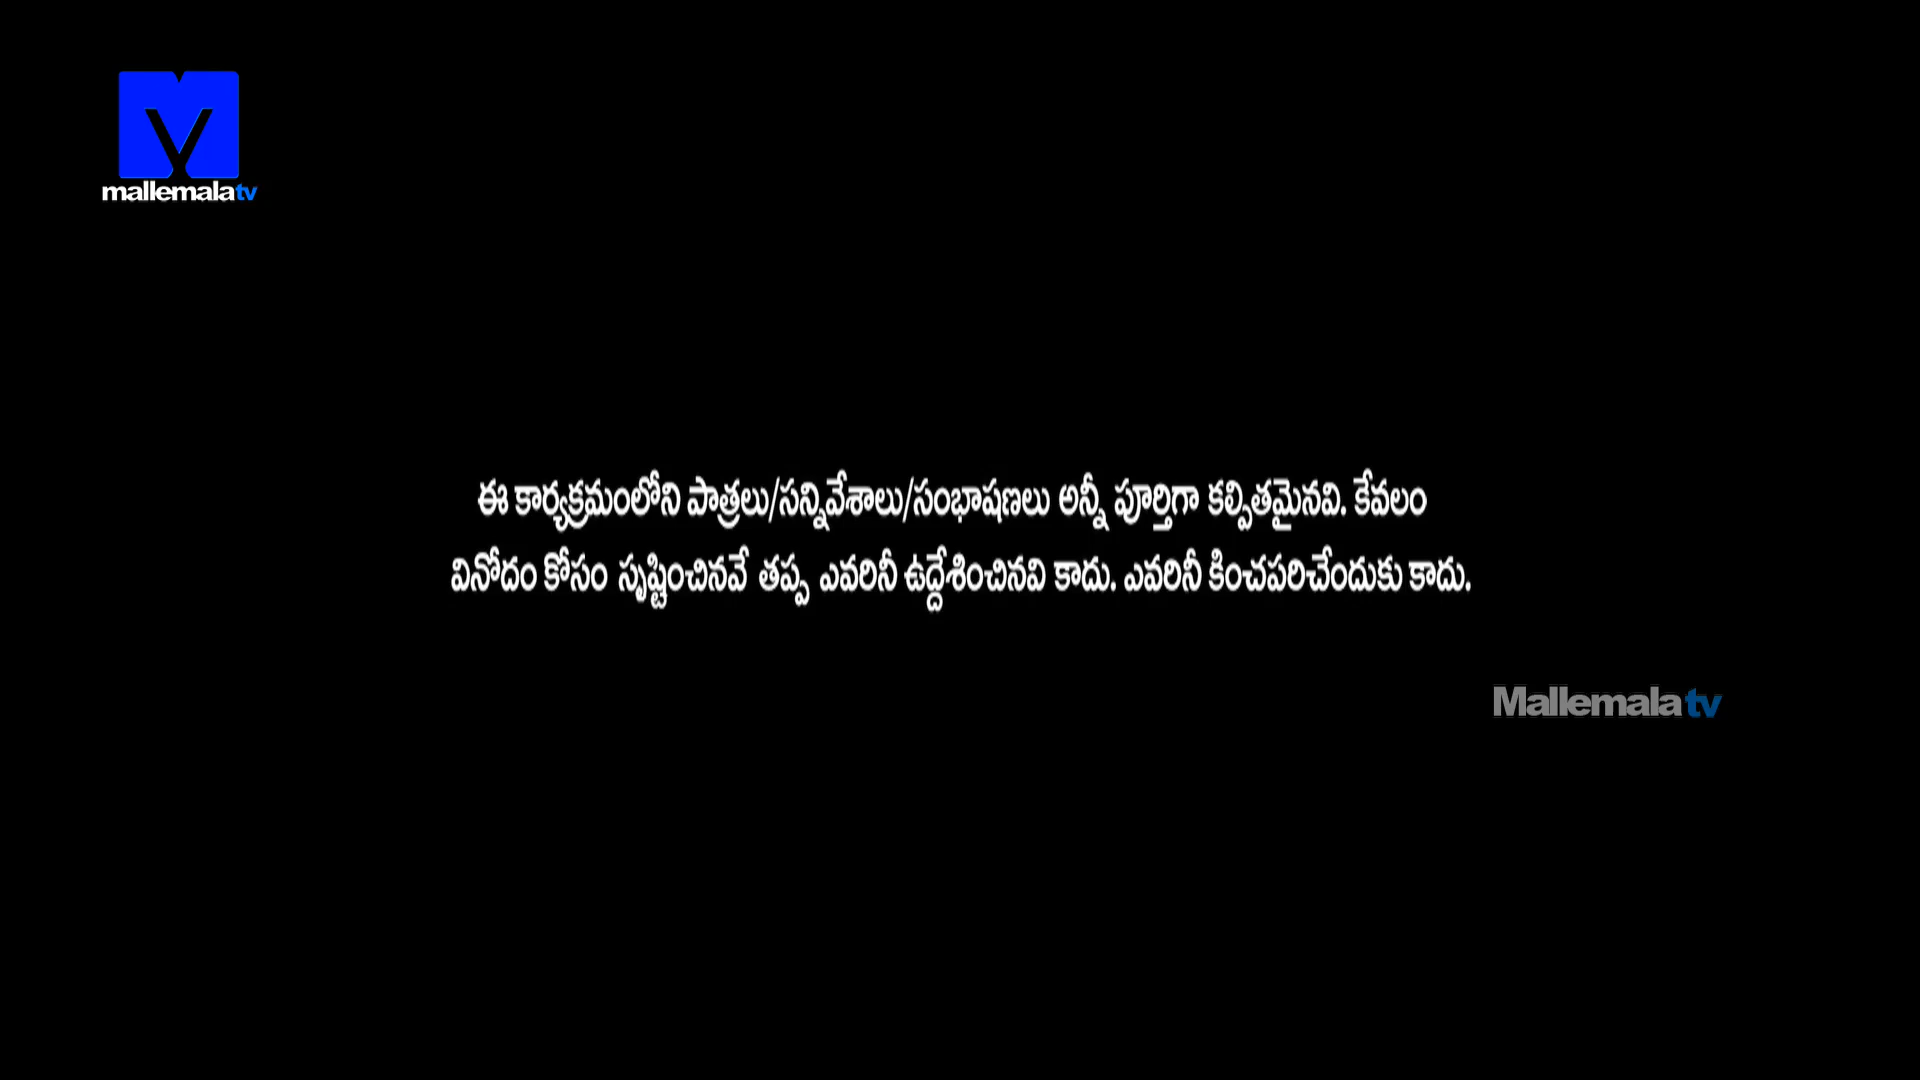 mallemalatv
ఈ కార్యక్రమంలోని పాత్రలు/సన్నివేశాలు/సంభాషణలు అన్నీ పూర్తిగా కల్పితమైనవి. కేవలం
వినోదం కోసం సృష్టించినవే తప్ప ఎవరినీ ఉద్దేశించినవి కాదు. ఎవరినీ కించపరిచేందుకు కాదు.
Mallemalatv